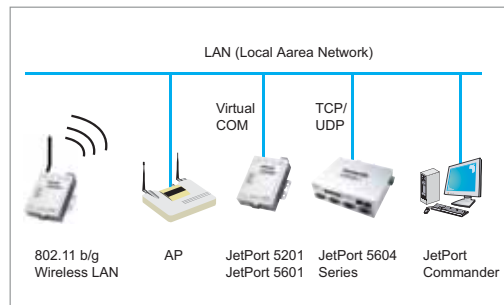 LAN (Local Aarea Network)
Virtual
COM
TCP/
UDP
802.11 b/g
Wireless LAN
AP
JetPort 5201
JetPort 5601
JetPort 5604
Series
JetPort
Commander